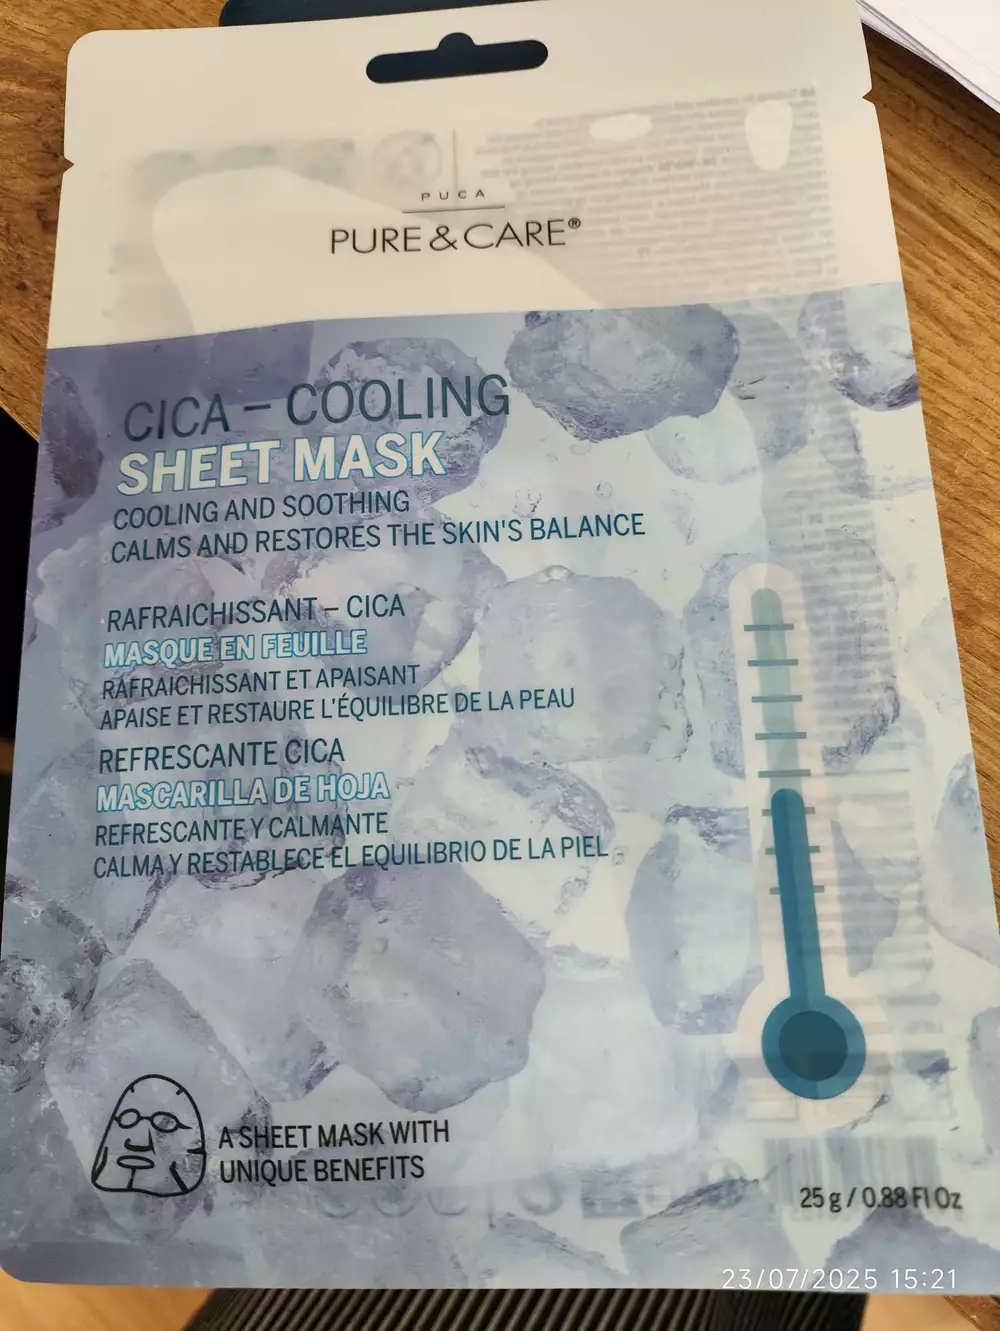 PUCA
PURE & CARE®
CICA – COOLING
SHEET MASK
COOLING AND SOOTHING
CALMS AND RESTORES THE SKIN'S BALANCE
RAFRAICHISSANT – CICA
MASQUE EN FEUILLE
RAFRAICHISSANT ET APAISANT
APAISE ET RESTAURE L'ÉQUILIBRE DE LA PEAU
REFRESCANTE CICA
MASCARILLA DE HOJA
REFRESCANTE Y CALMANTE
CALMA Y RESTABLECE EL EQUILIBRIO DE LA PIEL
A SHEET MASK WITH
UNIQUE BENEFITS
25 g / 0.88 Fl Oz
23/07/2025 15:21